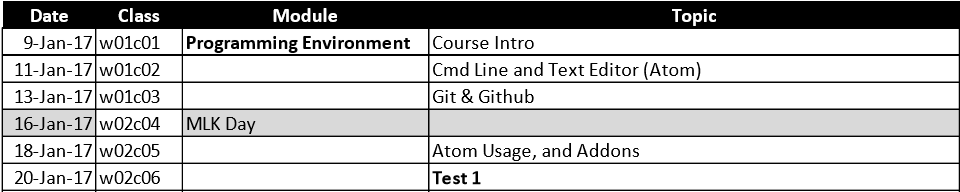 Date Class Module Topic
9-Jan-17 w01c01 Programming Environment Course Intro
11-Jan-17 w01c02 Cmd Line and Text Editor (Atom)
13-Jan-17 w01c03 Git & Github
16-Jan-17 w02c04 MLK Day
18-Jan-17 w02c05 Atom Usage, and Addons
20-Jan-17 w02c06 Test 1